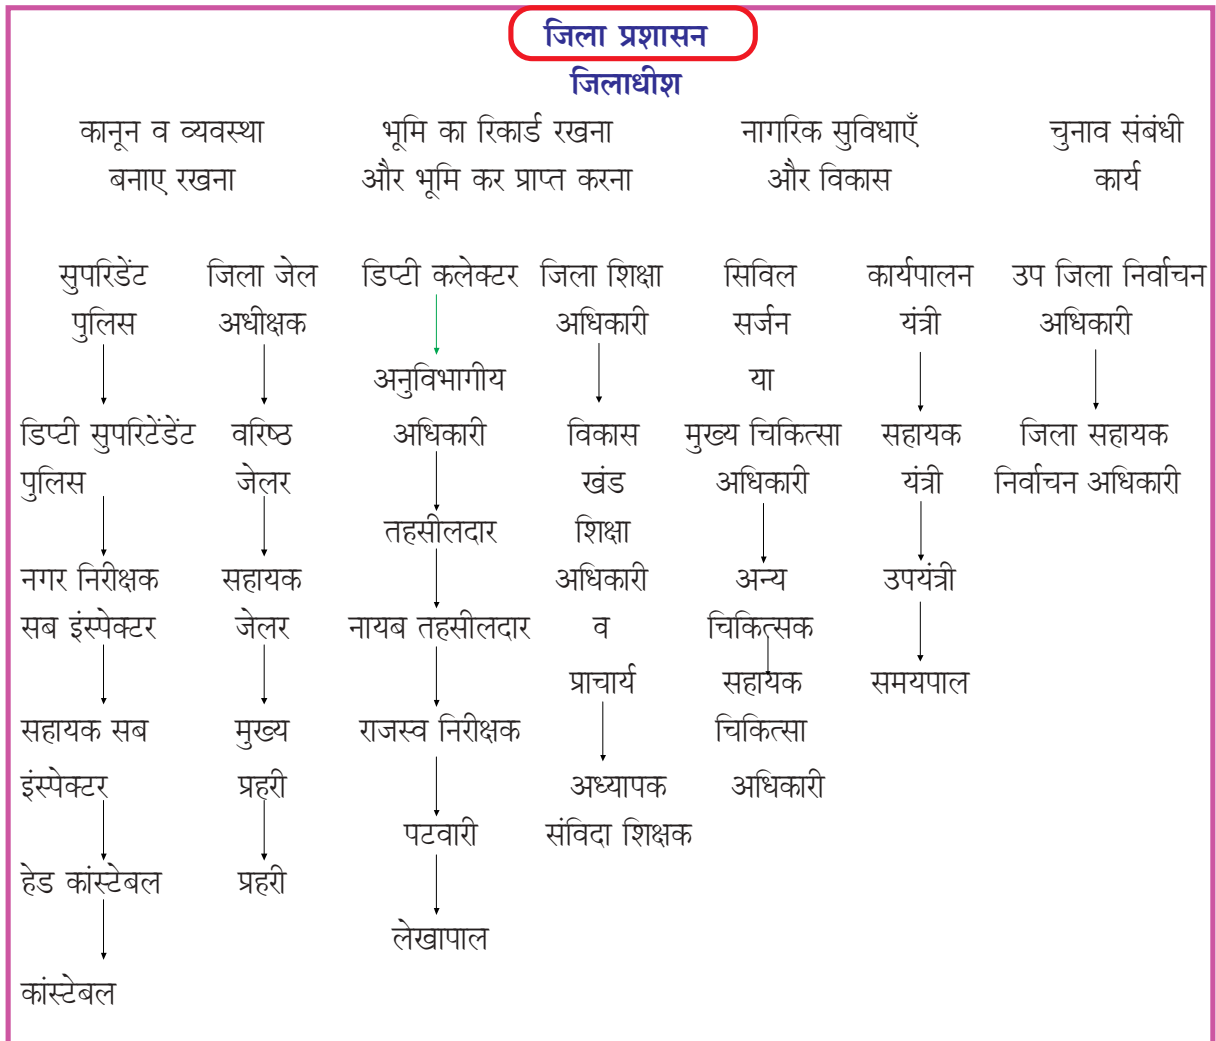 जिला प्रशासन
जिलाधीश
कानून व व्यवस्था भूमि का रिकार्ड रखना नागरिक सुविधाएँ चुनाव संबंधी
बनाए रखना और भूमि कर प्राप्त करना और विकास कार्य
सुपरिडेंट जिला जेल डिप्टी कलेक्टर जिला शिक्षा सिविल कार्यपालन उप जिला निर्वाचन
पुलिस अधीक्षक अधिकारी सर्जन यंत्री अधिकारी
अनुविभागीय या
डिप्टी सुपरिटेंडेंट वरिष्ठ अधिकारी विकास मुख्य चिकित्सा सहायक जिला सहायक
पुलिस जेलर खंड अधिकारी यंत्री निर्वाचन अधिकारी
तहसीलदार शिक्षा
नगर निरीक्षक सहायक अधिकारी अन्य उपयंत्री
सब इंस्पेक्टर जेलर नायब तहसीलदार व चिकित्सक
प्राचार्य सहायक समयपाल
सहायक सब मुख्य राजस्व निरीक्षक चिकित्सा
इंस्पेक्टर प्रहरी अध्यापक अधिकारी
पटवारी संविदा शिक्षक
हेड कांस्टेबल प्रहरी
लेखापाल
कांस्टेबल